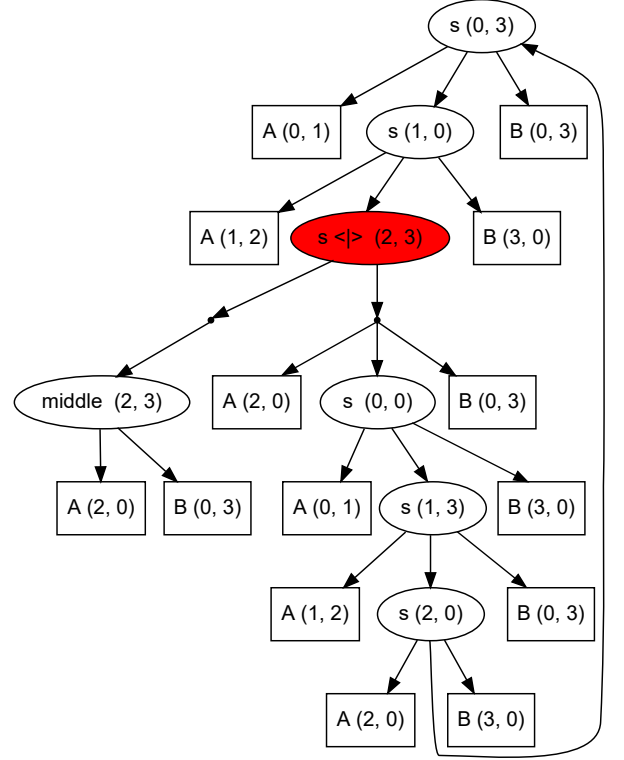 s (0, 3)
A (0, 1)
s (1, 0)
B (0, 3)
A (1, 2)
s <|> (2, 3)
B (3, 0)
middle (2, 3)
A (2, 0)
s (0, 0)
B (0, 3)
A (2, 0)
B (0, 3)
A (0, 1)
s (1, 3)
B (3, 0)
A (1, 2)
s (2, 0)
B (0, 3)
A (2, 0)
B (3, 0)